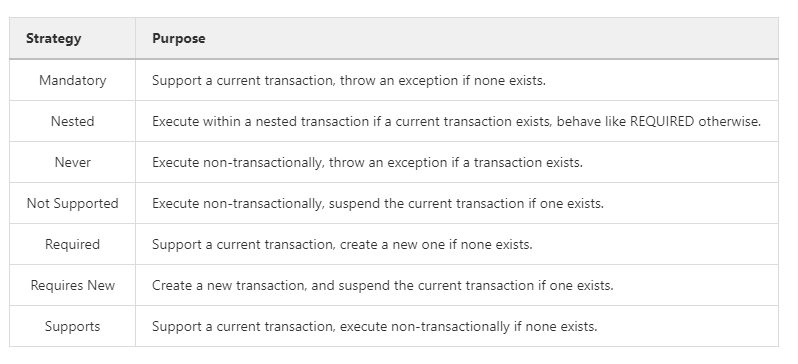 Strategy Purpose
Mandatory Support a current transaction, throw an exception if none exists.
Nested Execute within a nested transaction if a current transaction exists, behave like REQUIRED otherwise.
Never Execute non-transactionally, throw an exception if a transaction exists.
Not Supported Execute non-transactionally, suspend the current transaction if one exists.
Required Support a current transaction, create a new one if none exists.
Requires New Create a new transaction, and suspend the current transaction if one exists.
Supports Support a current transaction, execute non-transactionally if none exists.